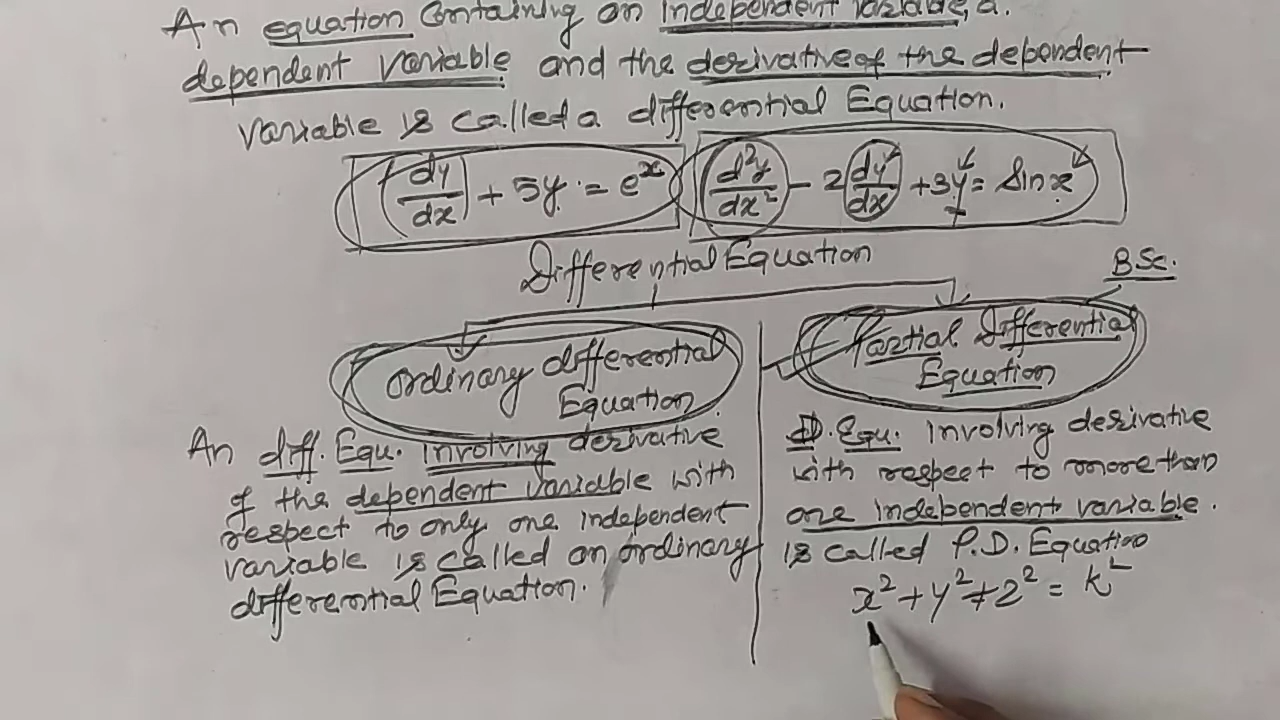 An equation containing an independent variable, a
dependent variable and the derivative of the dependent
variable is called a differential Equation.
dy/dx + 5y = e^x
d²y/dx² - 2 dy/dx + 3y = Sin x
Differential Equation
BSc.
Ordinary differential
Equation
Partial Differential
Equation
An diff. Equ. involving derivative
of the dependent variable with
respect to only one independent
variable is called an ordinary
differential Equation.
D. Equ. involving derivative
with respect to more than
one independent variable.
is called P.D. Equation
x² + y² + z² = k²